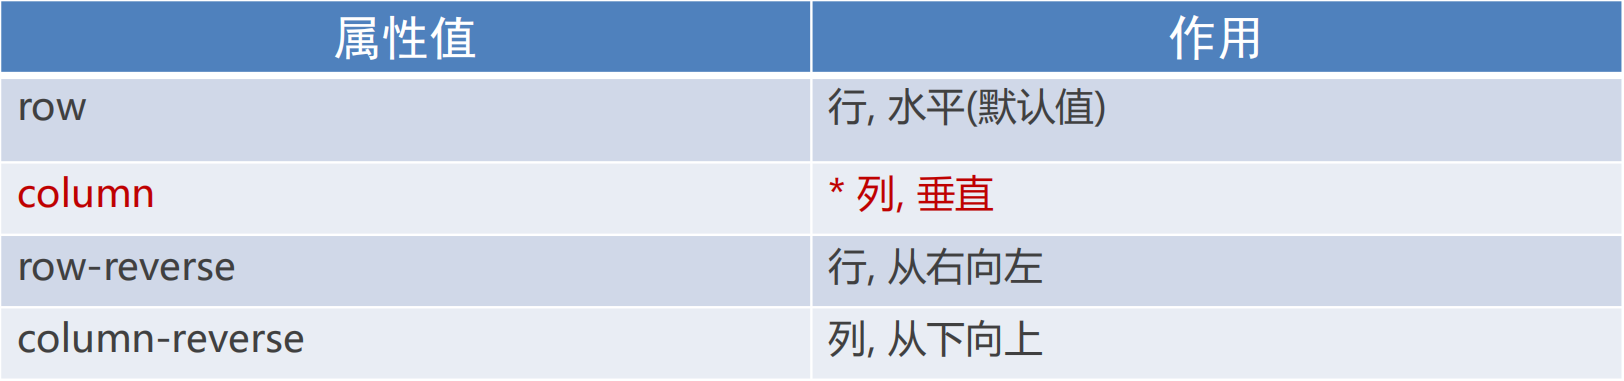 属性值 作用
row 行, 水平(默认值)
column * 列, 垂直
row-reverse 行, 从右向左
column-reverse 列, 从下向上